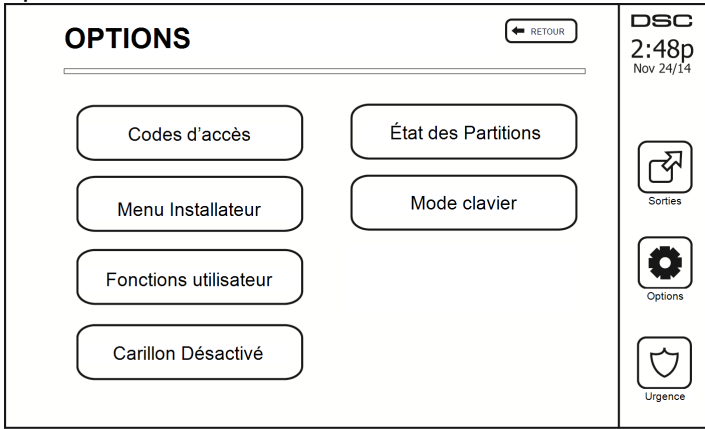 OPTIONS
RETOUR
Codes d'accès
État des Partitions
Menu Installateur
Mode clavier
Fonctions utilisateur
Carillon Désactivé
DSC
2:48p
Nov 24/14
Sorties
Options
Urgence